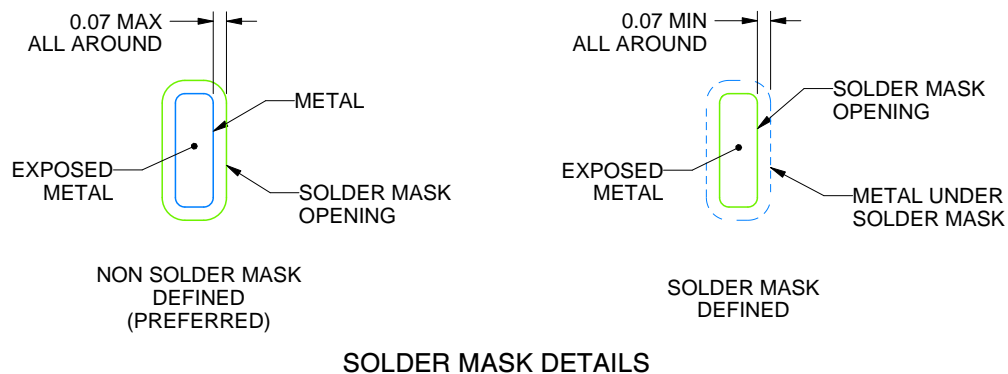 0.07 MAX
ALL AROUND
METAL
EXPOSED
METAL
SOLDER MASK
OPENING
NON SOLDER MASK
DEFINED
(PREFERRED)
0.07 MIN
ALL AROUND
SOLDER MASK
OPENING
EXPOSED
METAL
METAL UNDER
SOLDER MASK
SOLDER MASK
DEFINED
SOLDER MASK DETAILS